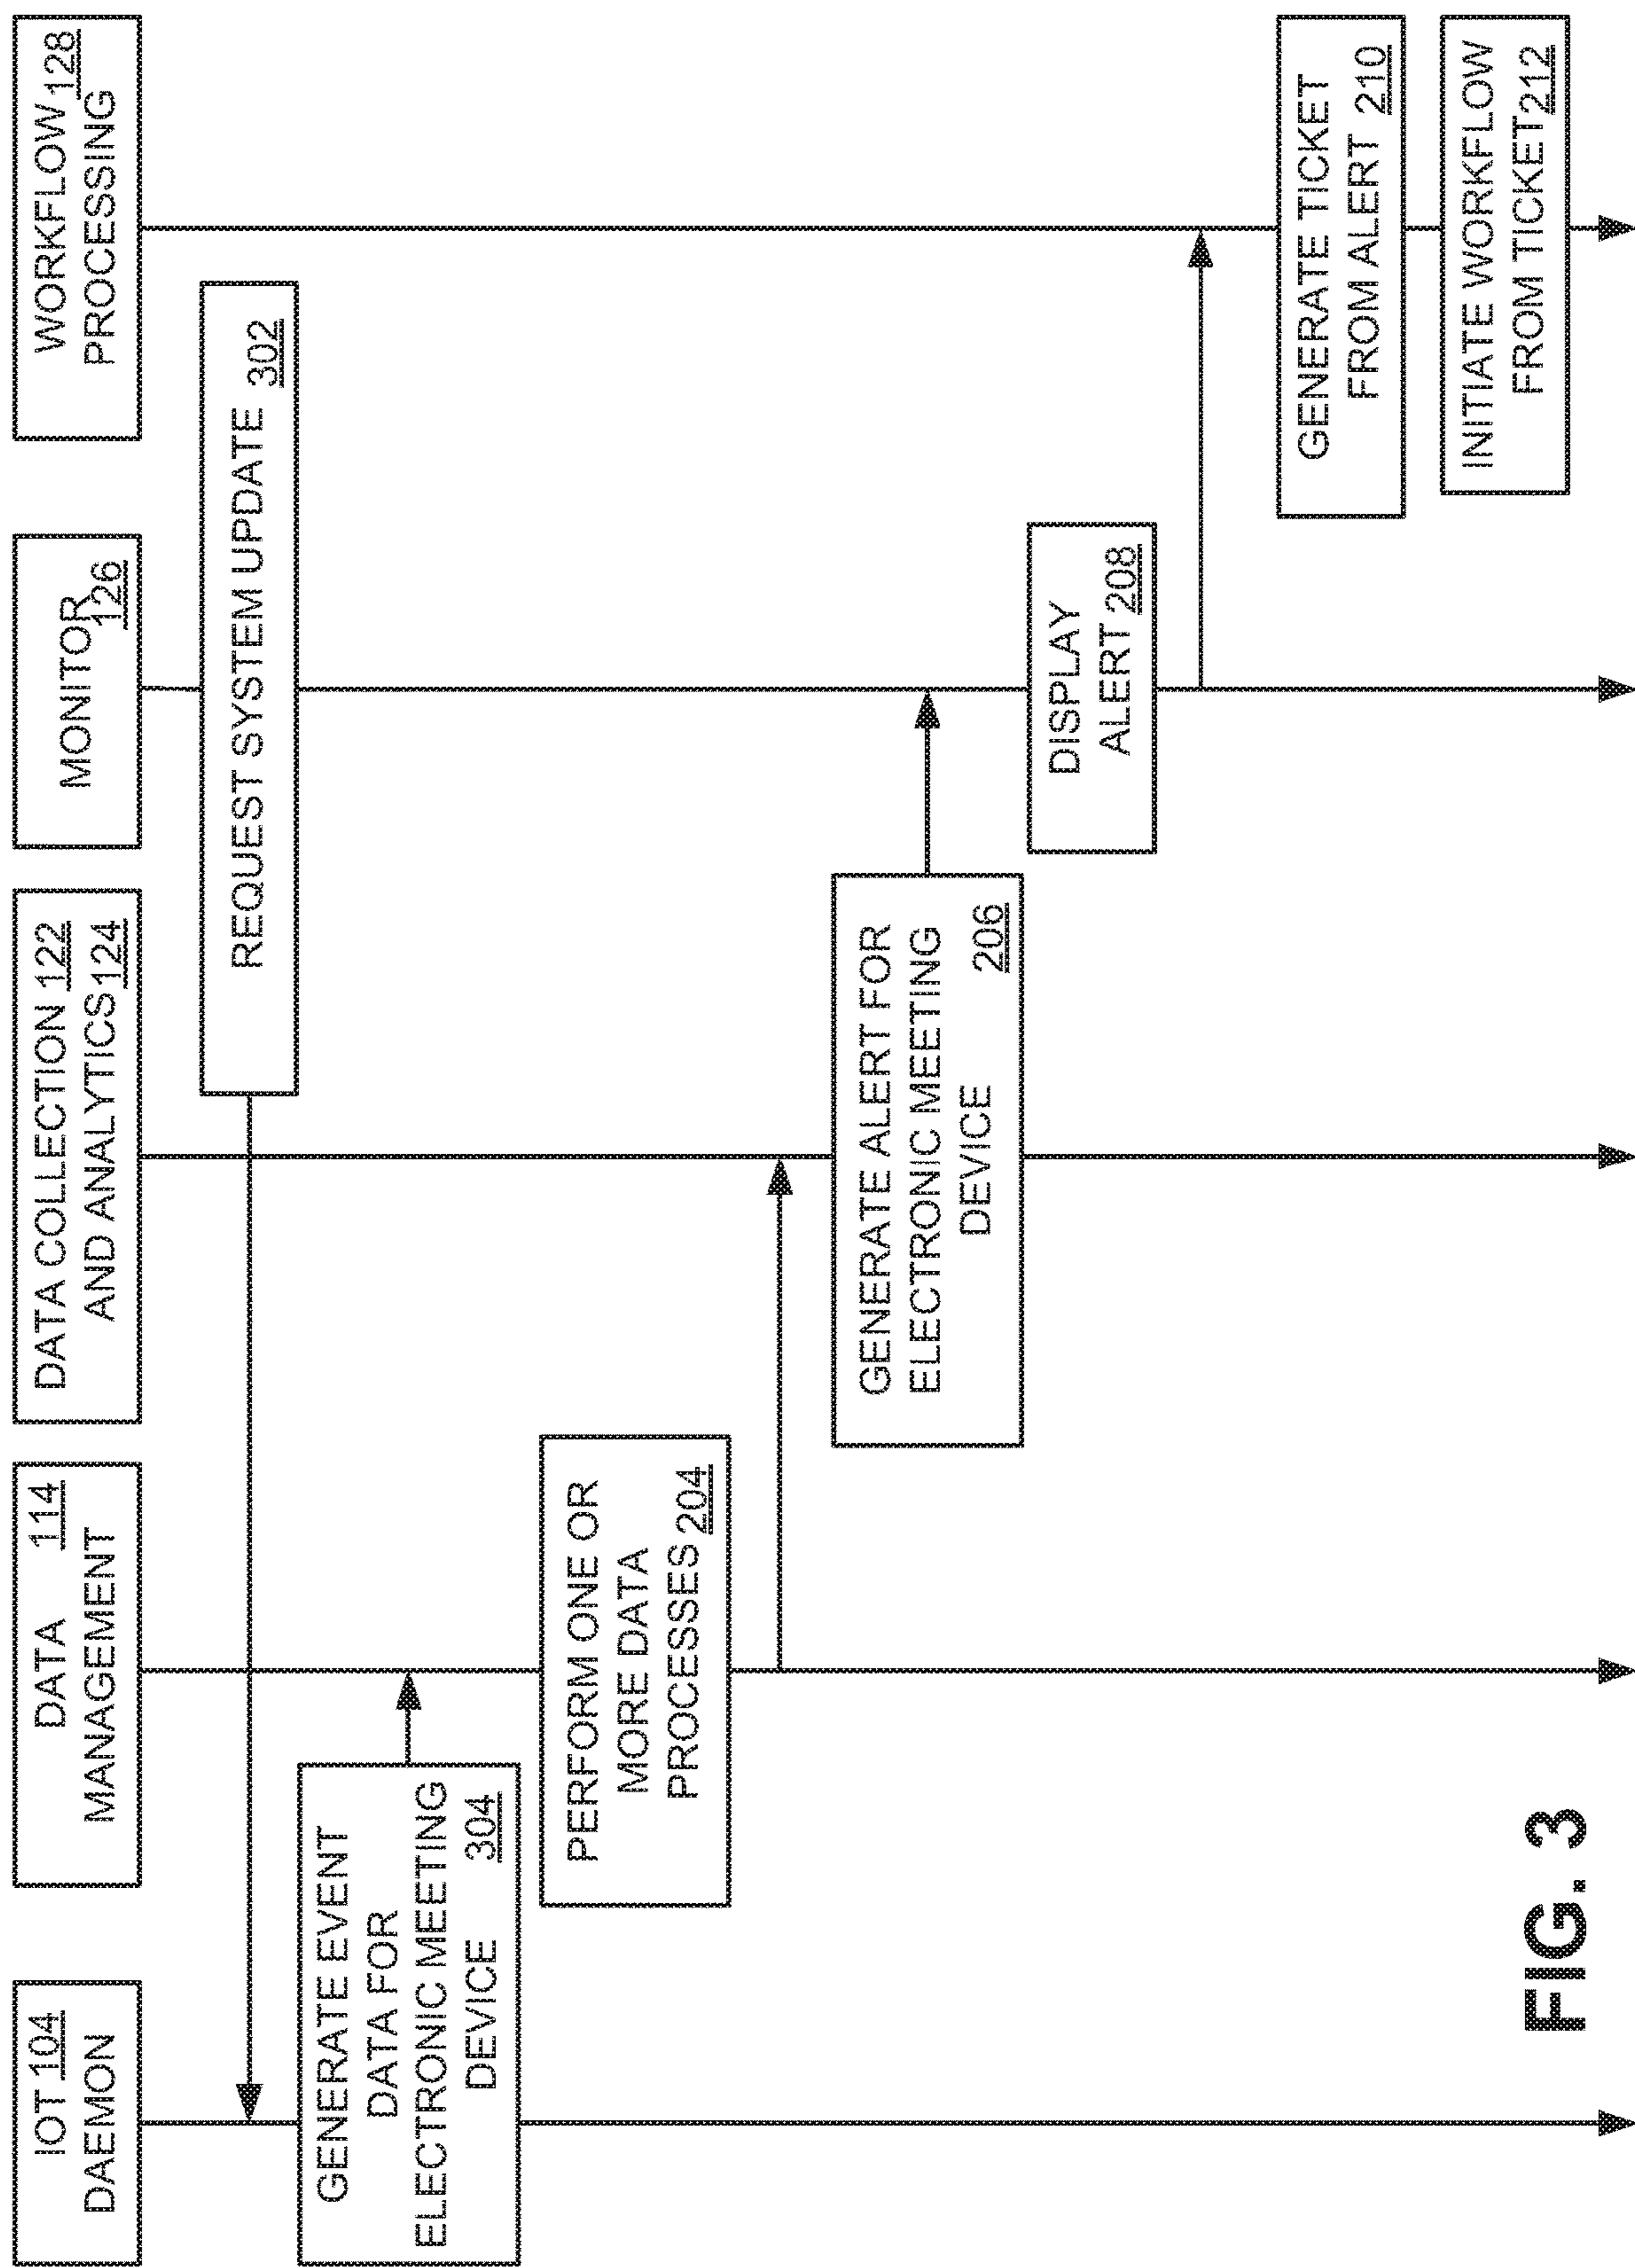 IOT 104
DAEMON
DATA 114
MANAGEMENT
DATA COLLECTION 122
AND ANALYTICS 124
MONITOR
126
WORKFLOW 128
PROCESSING
REQUEST SYSTEM UPDATE 302
GENERATE EVENT
DATA FOR
ELECTRONIC MEETING
DEVICE 304
PERFORM ONE OR
MORE DATA
PROCESSES 204
GENERATE ALERT FOR
ELECTRONIC MEETING
DEVICE 206
DISPLAY
ALERT 208
GENERATE TICKET
FROM ALERT 210
INITIATE WORKFLOW
FROM TICKET 212
FIG. 3